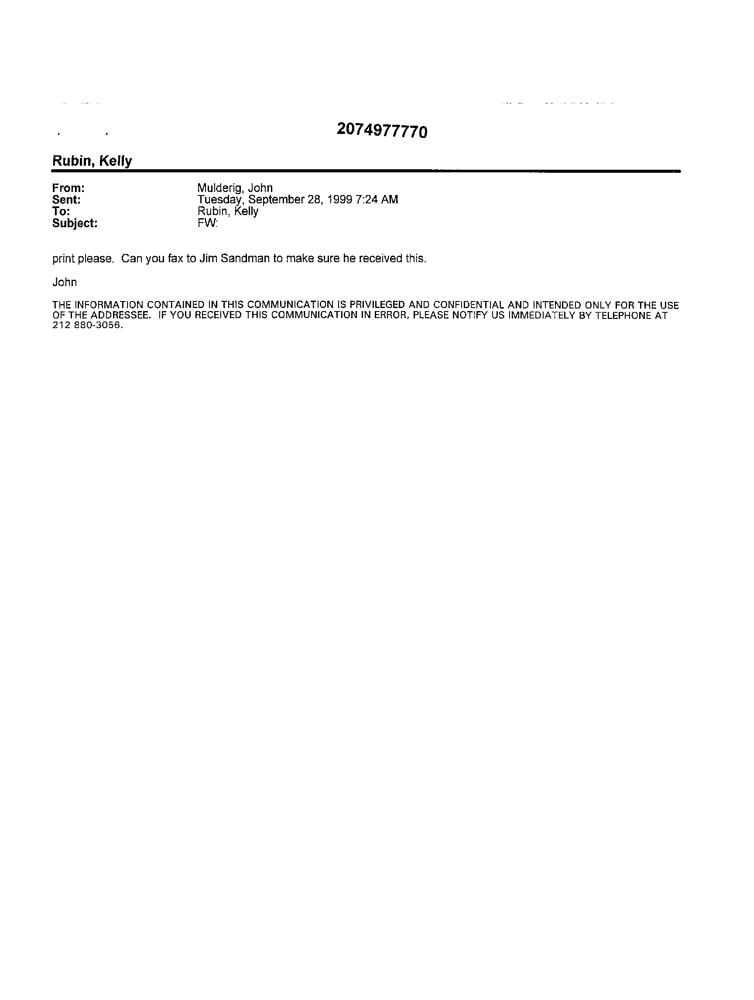 2074977770
Rubin, Kelly
From: Mulderig, John
Sent: Tuesday, September 28, 1999 7:24 AM
To: Rubin, Kelly
Subject: FW:
print please. Can you fax to Jim Sandman to make sure he received this.
John
THE INFORMATION CONTAINED IN THIS COMMUNICATION IS PRIVILEGED AND CONFIDENTIAL AND INTENDED ONLY FOR THE USE
OF THE ADDRESSEE. IF YOU RECEIVED THIS COMMUNICATION IN ERROR, PLEASE NOTIFY US IMMEDIATELY BY TELEPHONE AT
212 880-3056.